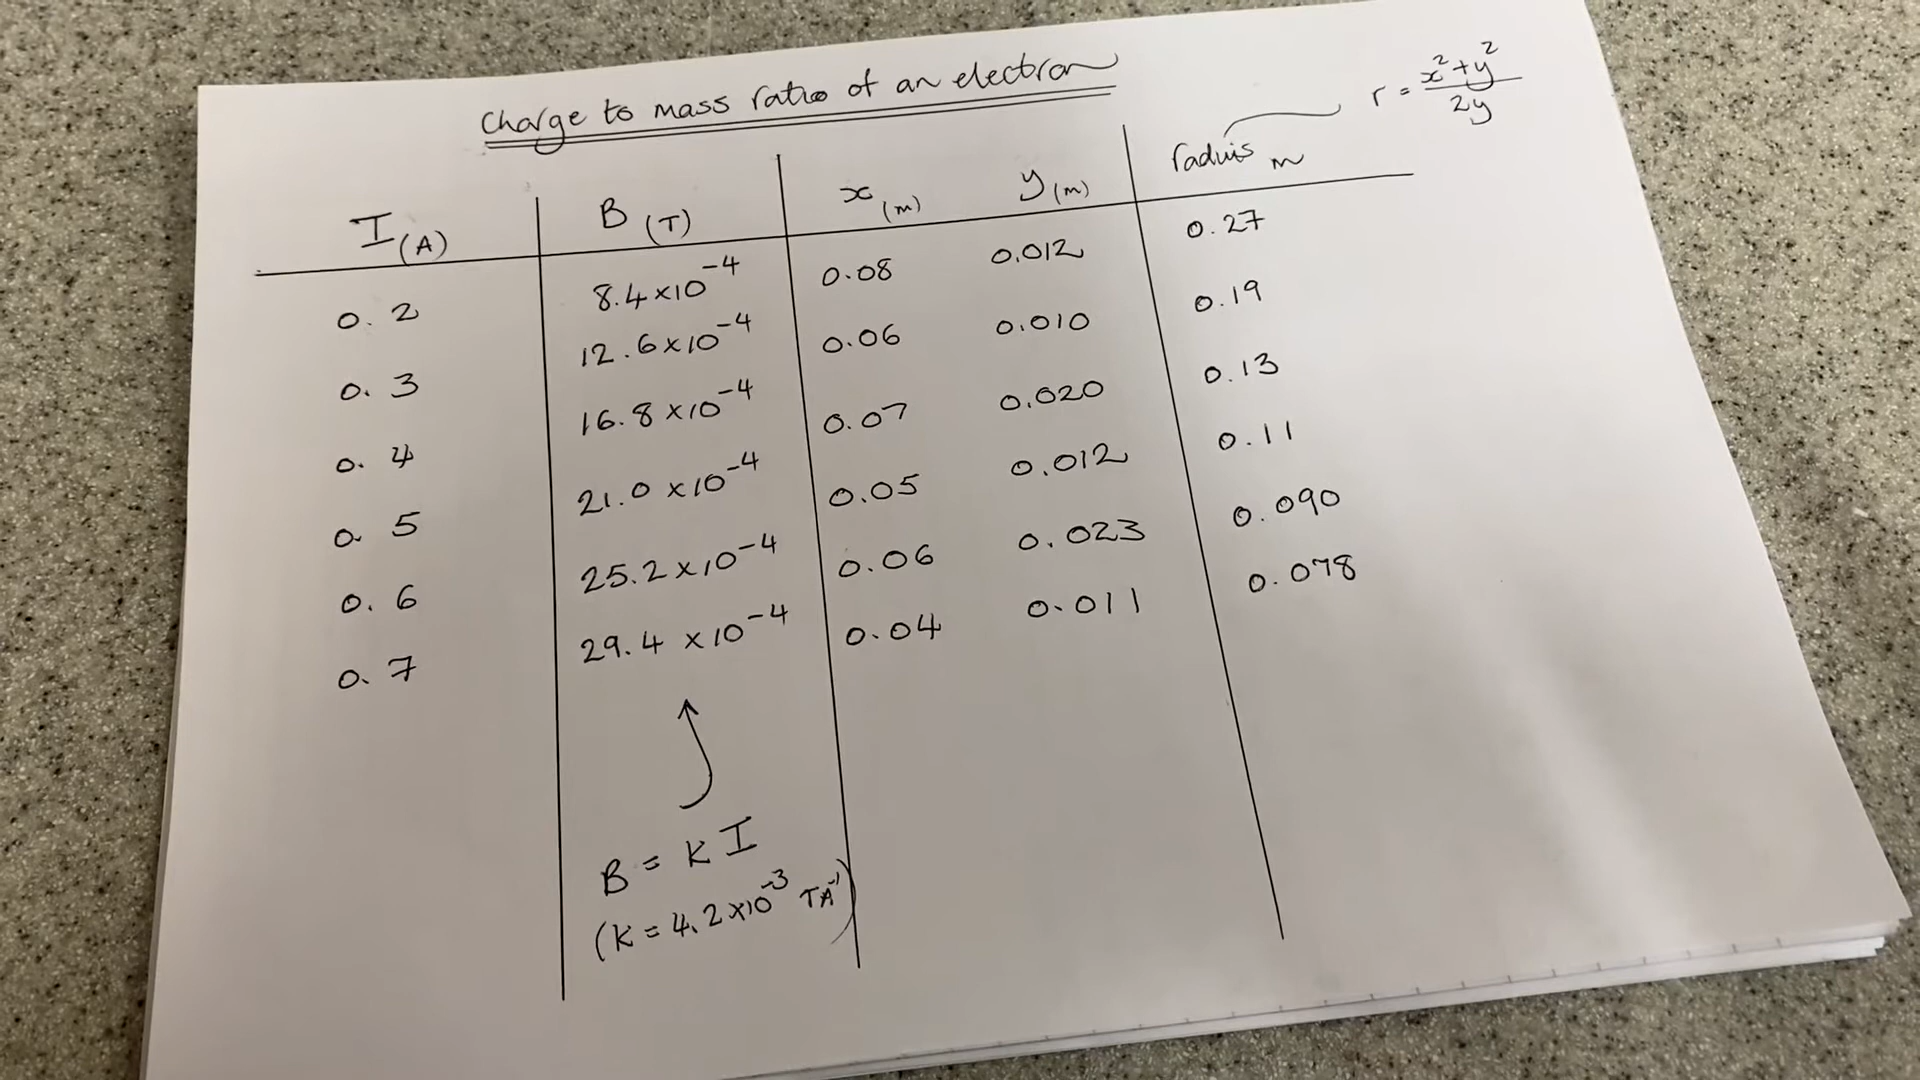 Charge to mass ratio of an electron
r = x²+y² / 2y
I (A) B (T) x (m) y (m) raduis m
0.2 8.4×10⁻⁴ 0.08 0.012 0.27
0.3 12.6×10⁻⁴ 0.06 0.010 0.19
0.4 16.8×10⁻⁴ 0.07 0.020 0.13
0.5 21.0×10⁻⁴ 0.05 0.012 0.11
0.6 25.2×10⁻⁴ 0.06 0.023 0.090
0.7 29.4×10⁻⁴ 0.04 0.011 0.078
B = K I
(K = 4.2×10⁻³ TA⁻¹)